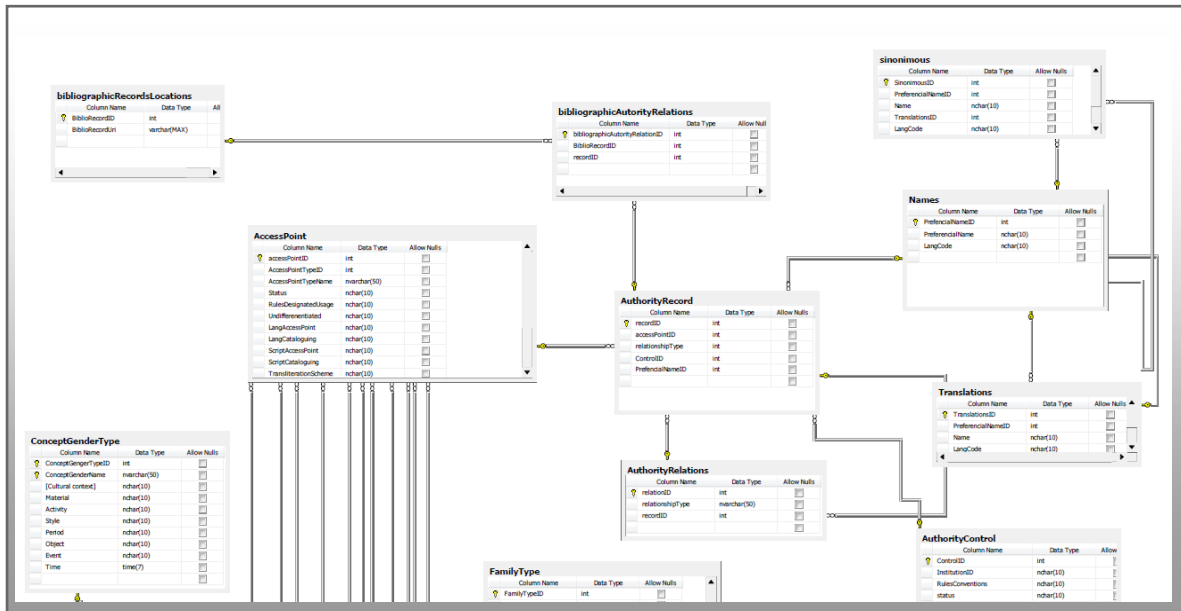 sinonimous
Column Name Data Type Allow Nulls
SinonimousID int
PreferencialNameID int
Name nchar(10)
TranslationsID int
LangCode nchar(10)
bibliographicRecordsLocations
Column Name Data Type All
BiblioRecordID int
BiblioRecordUri varchar(MAX)
bibliographicAutorityRelations
Column Name Data Type Allow Null
bibliographicAutorityRelationID int
BiblioRecordID int
recordID int
Names
Column Name Data Type Allow Nulls
PrefencialNameID int
PreferencialName nchar(10)
LangCode nchar(10)
AccessPoint
Column Name Data Type Allow Nulls
accessPointID int
AccessPointTypeID int
AccessPointTypeName nvarchar(50)
Status nchar(10)
RulesDesignatedUsage nchar(10)
Undifferenentiated nchar(10)
LangAccessPoint nchar(10)
LangCataloguing nchar(10)
ScriptAccessPoint nchar(10)
ScriptCataloguing nchar(10)
TransliterationScheme nchar(10)
AuthorityRecord
Column Name Data Type Allow Nulls
recordID int
accessPointID int
relationshipType int
ControlID int
PrefencialNameID int
Translations
Column Name Data Type Allow Nulls
TranslationsID int
PreferencialNameID int
Name nchar(10)
LangCode nchar(10)
ConceptGenderType
Column Name Data Type Allow Nulls
ConceptGengerTypeID int
ConceptGenderName nvarchar(50)
[Cultural context] nchar(10)
Material nchar(10)
Activity nchar(10)
Style nchar(10)
Period nchar(10)
Object nchar(10)
Event nchar(10)
Time time(7)
AuthorityRelations
Column Name Data Type Allow Nulls
relationID int
relationshipType nvarchar(50)
recordID int
AuthorityControl
Column Name Data Type Allow
ControlID int
InstitutionID nchar(10)
RulesConventions nchar(10)
status nchar(10)
FamilyType
Column Name Data Type Allow Nulls
FamilyTypeID int